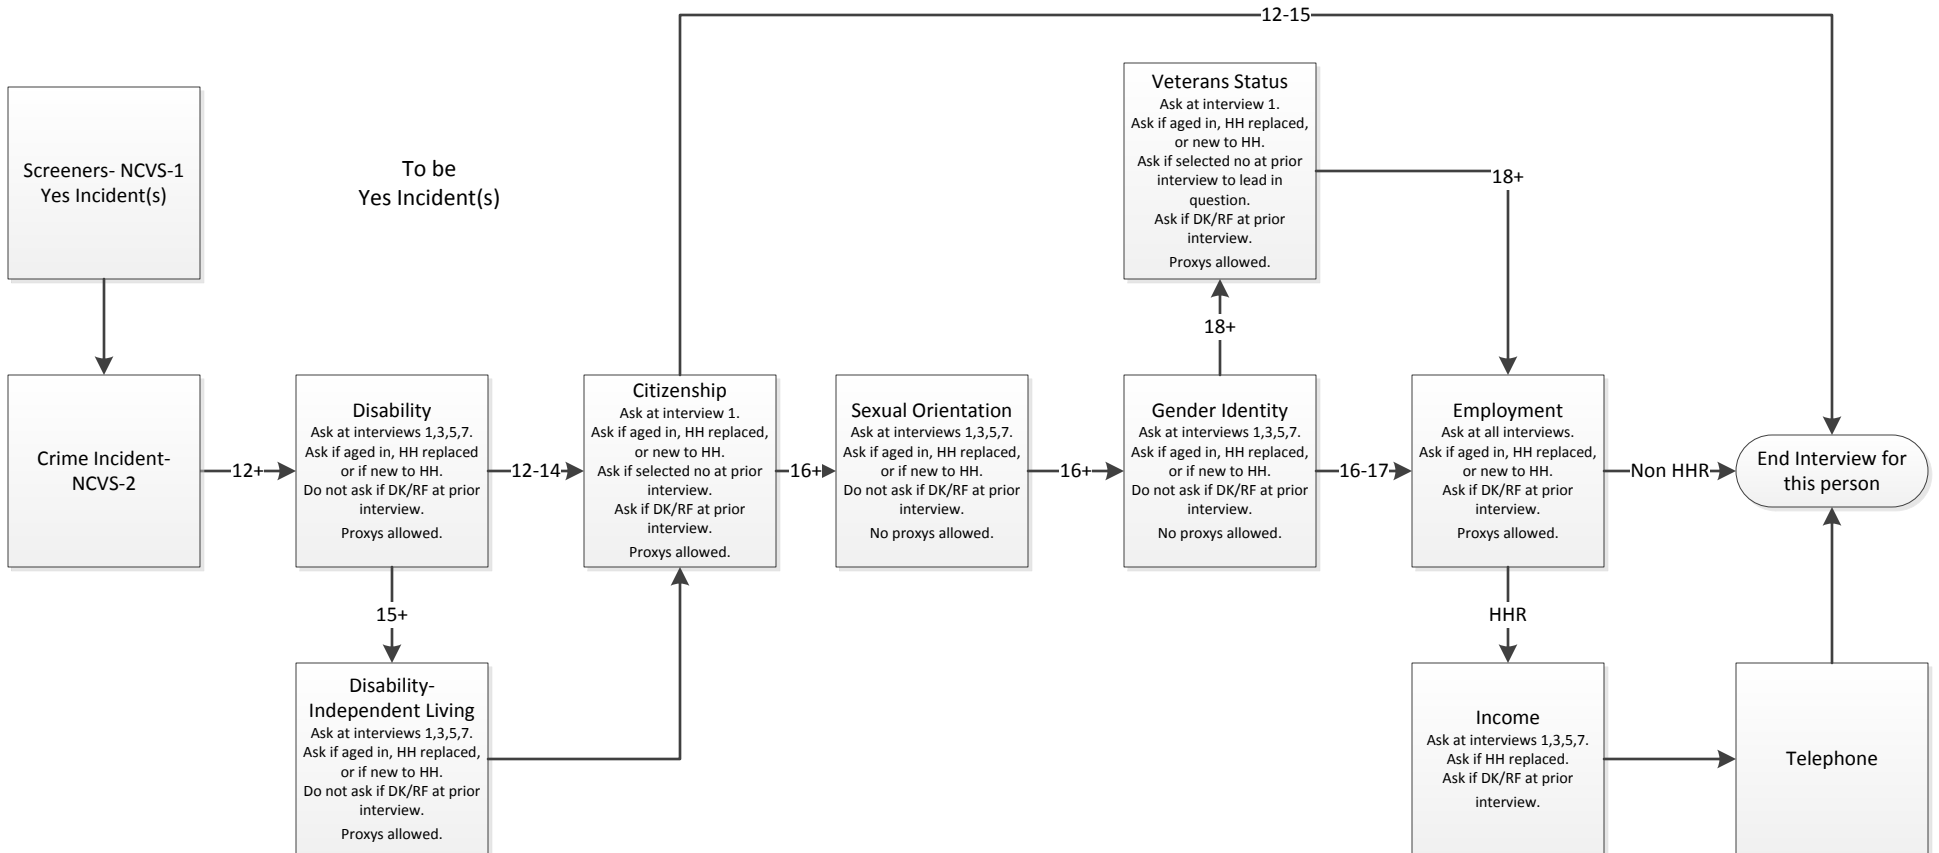 12-15
Screeners- NCVS-1
Yes Incident(s)
To be
Yes Incident(s)
Veterans Status
Ask at interview 1.
Ask if aged in, HH replaced,
or new to HH.
Ask if selected no at prior
interview to lead in
question.
Ask if DK/RF at prior
interview.
Proxys allowed.
18+
18+
Crime Incident-
NCVS-2
12+
Disability
Ask at interviews 1,3,5,7.
Ask if aged in, HH replaced
or if new to HH.
Do not ask if DK/RF at prior
interview.
Proxys allowed.
12-14
Citizenship
Ask at interview 1.
Ask if aged in, HH replaced,
or new to HH.
Ask if selected no at prior
interview.
Ask if DK/RF at prior
interview.
Proxys allowed.
16+
Sexual Orientation
Ask at interviews 1,3,5,7.
Ask if aged in, HH replaced,
or if new to HH.
Do not ask if DK/RF at prior
interview.
No proxys allowed.
16+
Gender Identity
Ask at interviews 1,3,5,7.
Ask if aged in, HH replaced,
or if new to HH.
Do not ask if DK/RF at prior
interview.
No proxys allowed.
16-17
Employment
Ask at all interviews.
Ask if aged in, HH replaced,
or new to HH.
Ask if DK/RF at prior
interview.
Proxys allowed.
Non HHR
End Interview for
this person
15+
HHR
Disability-
Independent Living
Ask at interviews 1,3,5,7.
Ask if aged in, HH replaced,
or if new to HH.
Do not ask if DK/RF at prior
interview.
Proxys allowed.
Income
Ask at interviews 1,3,5,7.
Ask if HH replaced.
Ask if DK/RF at prior
interview.
Telephone